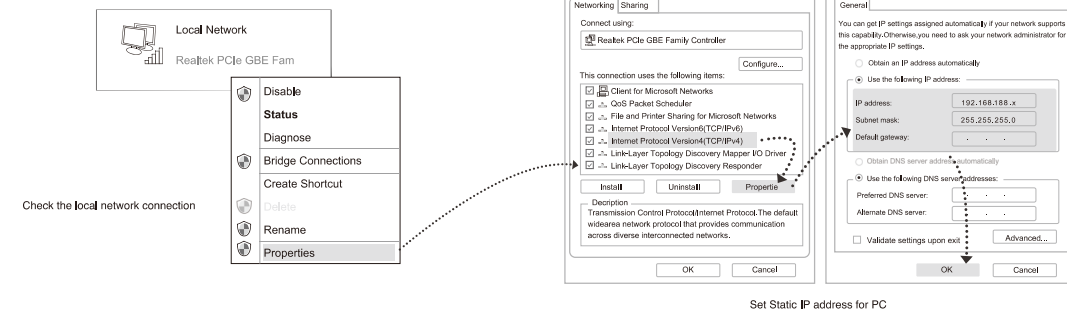 Local Network
Realtek PCIe GBE Fam
Disable
Status
Diagnose
Bridge Connections
Create Shortcut
Delete
Rename
Properties
Check the local network connection
Networking
Sharing
Connect using:
Realtek PCIe GBE Family Controller
Configure...
This connection uses the following items:
Client for Microsoft Networks
QoS Packet Scheduler
File and Printer Sharing for Microsoft Networks
Internet Protocol Version6(TCP/IPv6)
Internet Protocol Version4(TCP/IPv4)
Link-Layer Topology Discovery Mapper I/O Driver
Link-Layer Topology Discovery Responder
Install Uninstall Propertie
Decription
Transmission Control Protocol/Internet Protocol.The default
widearea network protocol that provides communication
across diverse interconnected networks.
OK Cancel
General
You can get IP settings assigned automatically if your network supports
this capability.Otherwise,you need to ask your network administrator for
the appropriate IP settings.
Obtain an IP address automatically
Use the following IP address:
IP address: 192.168.188.x
Subnet mask: 255.255.255.0
Default gateway: . . .
Obtain DNS server address automatically
Use the following DNS server addresses:
Preferred DNS server: . . .
Alternate DNS server: . . .
Validate settings upon exit Advanced...
OK Cancel
Set Static IP address for PC